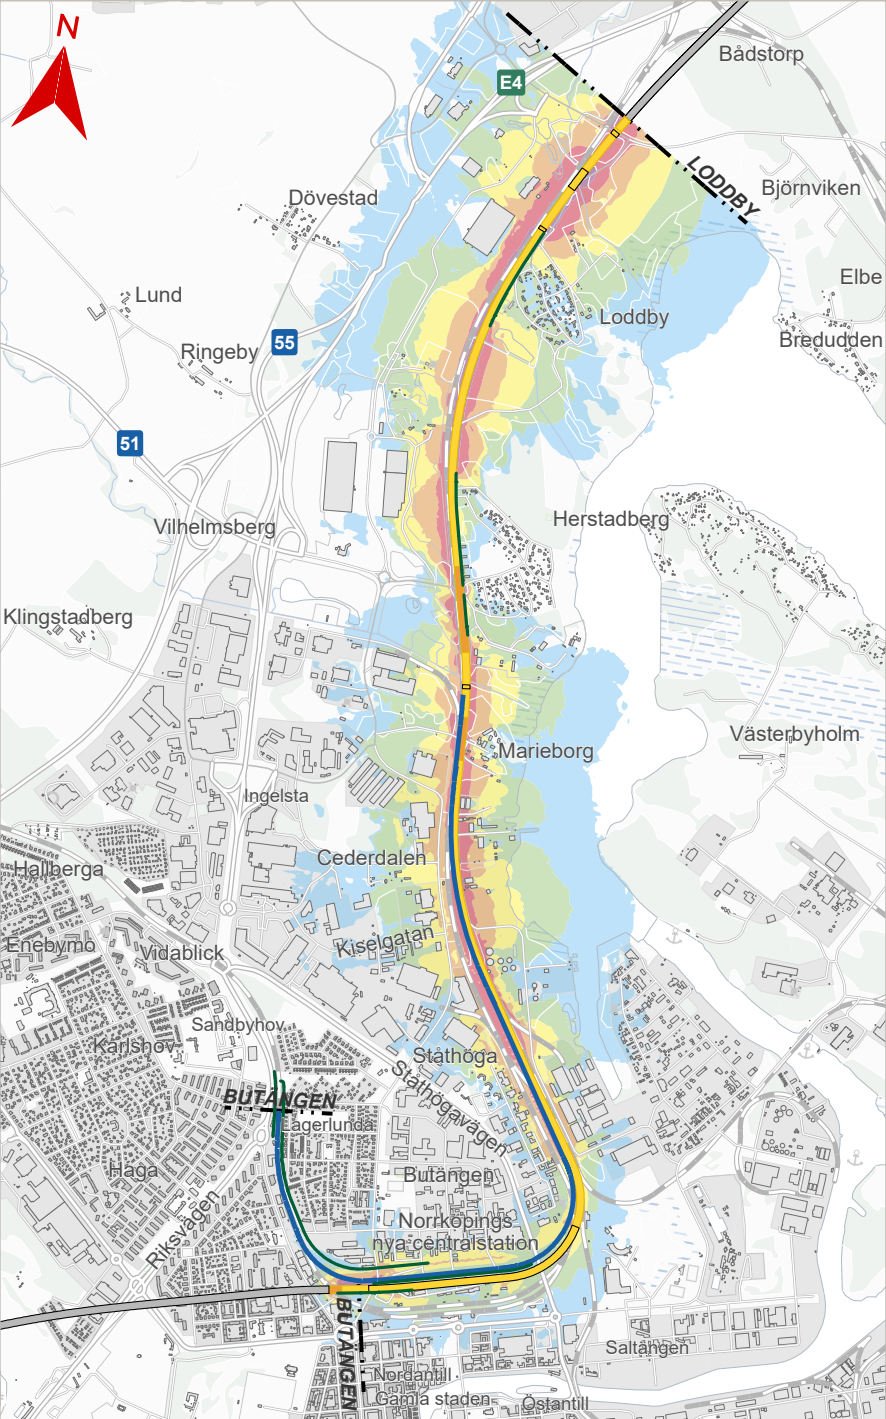 N
Bådstorp
E4
LODDBY
Björnviken
Dövestad
Elbe
Lund
Loddby
55
Ringeby
Bredudden
51
Herstadberg
Vilhelmsberg
Klingstadberg
Västerbyholm
Marieborg
Ingelsta
Cederdalen
Hallberga
Kiselgatan
Enebymo
Vidablick
Sandbyhov
Karlshov
Ståthöga
Ståthögavägen
BUTÄNGEN
Lagerlunda
Haga
Butängen
Riksvägen
Norrköpings
nya centralstation
BUTÄNGEN
Saltängen
Nordantill
Gamla staden
Östantill